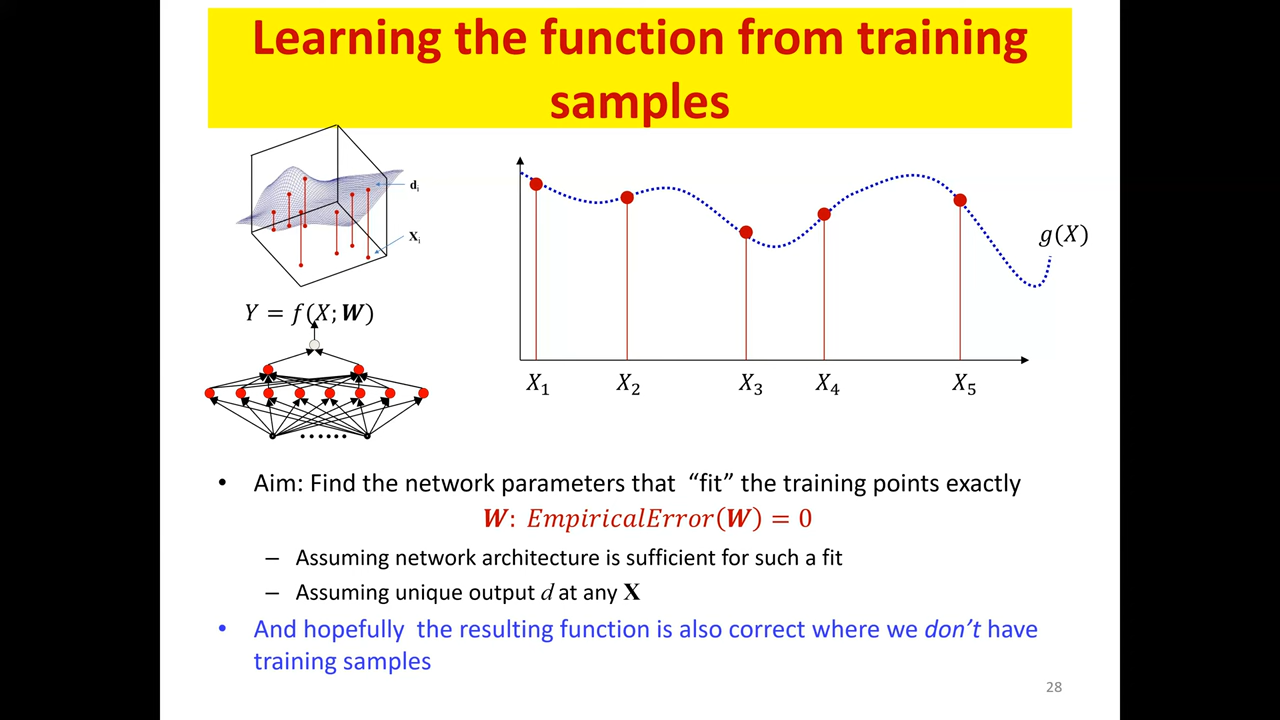 Learning the function from training
samples
dᵢ
Xᵢ
Y = f(X; W)
g(X)
X₁ X₂ X₃ X₄ X₅
• Aim: Find the network parameters that “fit” the training points exactly
W: EmpiricalError(W) = 0
– Assuming network architecture is sufficient for such a fit
– Assuming unique output d at any X
• And hopefully the resulting function is also correct where we don’t have
training samples
28